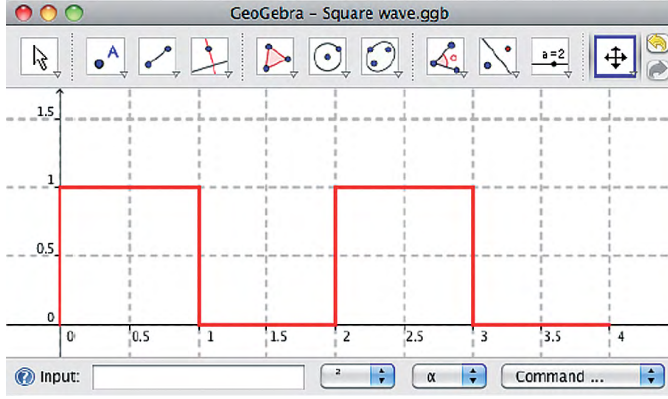 GeoGebra - Square wave.ggb
A a=2
1.5
1
0.5
0
0 0.5 1 1.5 2 2.5 3 3.5 4
Input: ² α Command ...